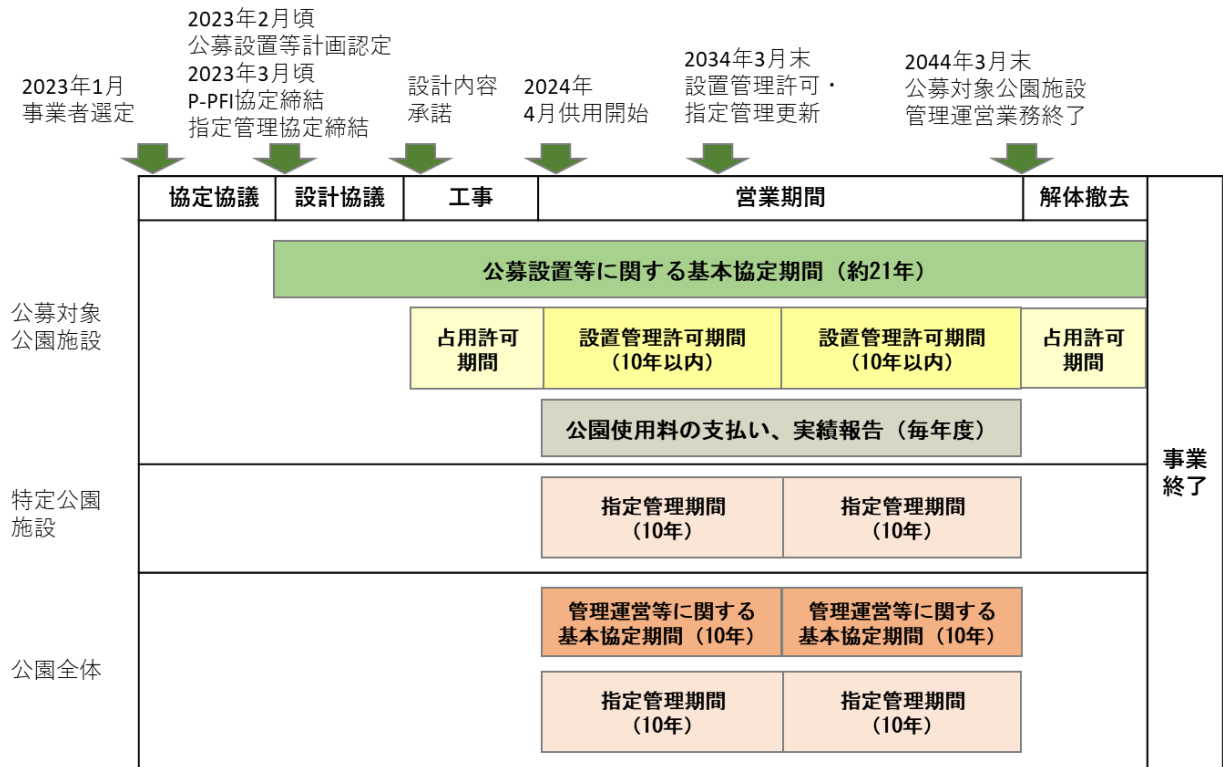 2023年1月
事業者選定
2023年2月頃
公募設置等計画認定
2023年3月頃
P-PFI協定締結
指定管理協定締結
設計内容
承諾
2024年
4月供用開始
2034年3月末
設置管理許可・
指定管理更新
2044年3月末
公募対象公園施設
管理運営業務終了
協定協議
設計協議
工事
営業期間
解体撤去
公募対象
公園施設
公募設置等に関する基本協定期間（約21年）
占用許可
期間
設置管理許可期間
（10年以内）
設置管理許可期間
（10年以内）
占用許可
期間
公園使用料の支払い、実績報告（毎年度）
特定公園
施設
指定管理期間
（10年）
指定管理期間
（10年）
公園全体
管理運営等に関する
基本協定期間（10年）
管理運営等に関する
基本協定期間（10年）
指定管理期間
（10年）
指定管理期間
（10年）
事業
終了